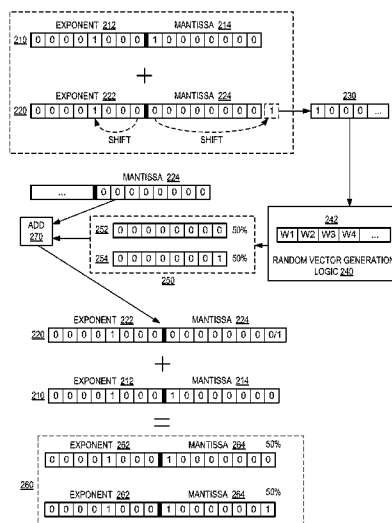 EXPONENT 212 MANTISSA 214
210 0 0 0 0 1 0 0 0 1 0 0 0 0 0 0 0
+
EXPONENT 222 MANTISSA 224 230
220 0 0 0 0 1 0 0 0 0 0 0 0 0 0 0 0 1 1 0 0 0 ...
SHIFT SHIFT
MANTISSA 224
... 0 0 0 0 0 0 0 0
242
ADD 270
252 0 0 0 0 0 0 0 0 50%
W1 W2 W3 W4 ...
254 0 0 0 0 0 0 0 1 50%
RANDOM VECTOR GENERATION
LOGIC 240
250
EXPONENT 222 MANTISSA 224
220 0 0 0 0 1 0 0 0 0 0 0 0 0 0 0 0/1
+
EXPONENT 212 MANTISSA 214
210 0 0 0 0 1 0 0 0 1 0 0 0 0 0 0 0
=
EXPONENT 262 MANTISSA 264 50%
0 0 0 0 1 0 0 0 1 0 0 0 0 0 0 0
260
EXPONENT 262 MANTISSA 264 50%
0 0 0 0 1 0 0 0 1 0 0 0 0 0 0 1